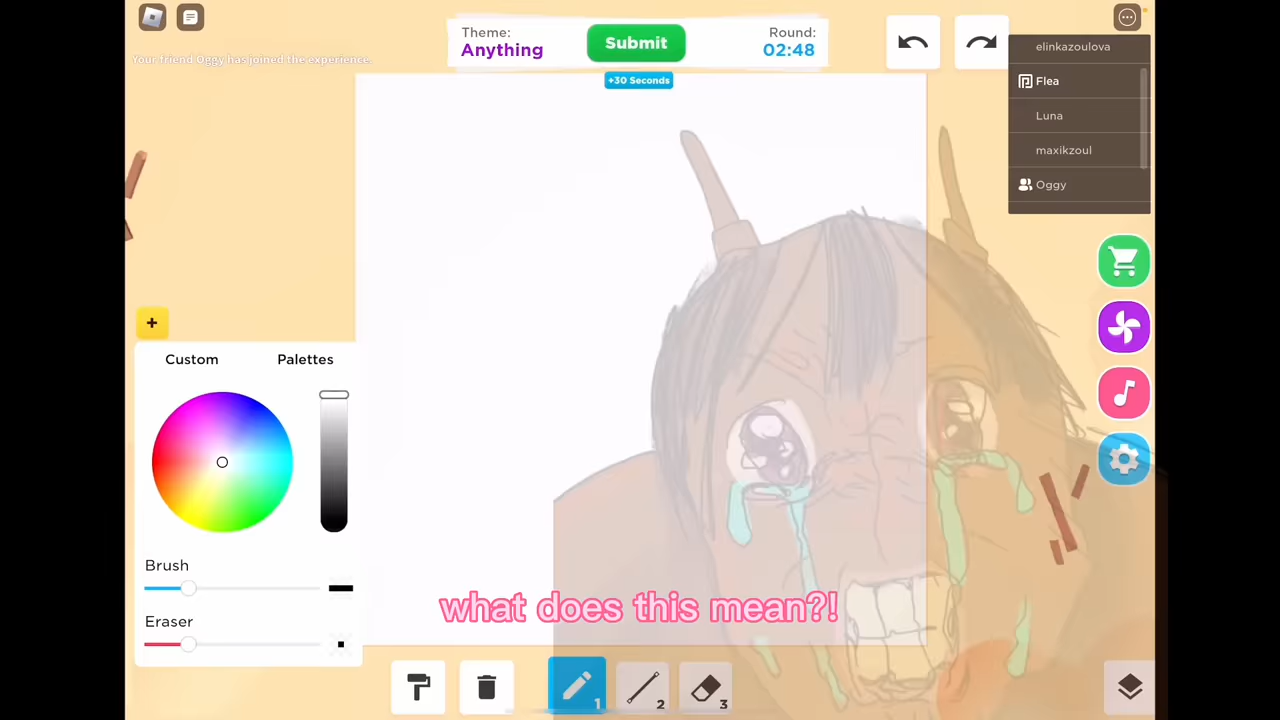 Theme:
Anything
Submit
Round:
02:48
+30 Seconds
Your friend Oggy has joined the experience.
elinkazoulova
Flea
Luna
maxikzoul
Oggy
+
Custom
Palettes
Brush
Eraser
what does this mean?!
1
2
3